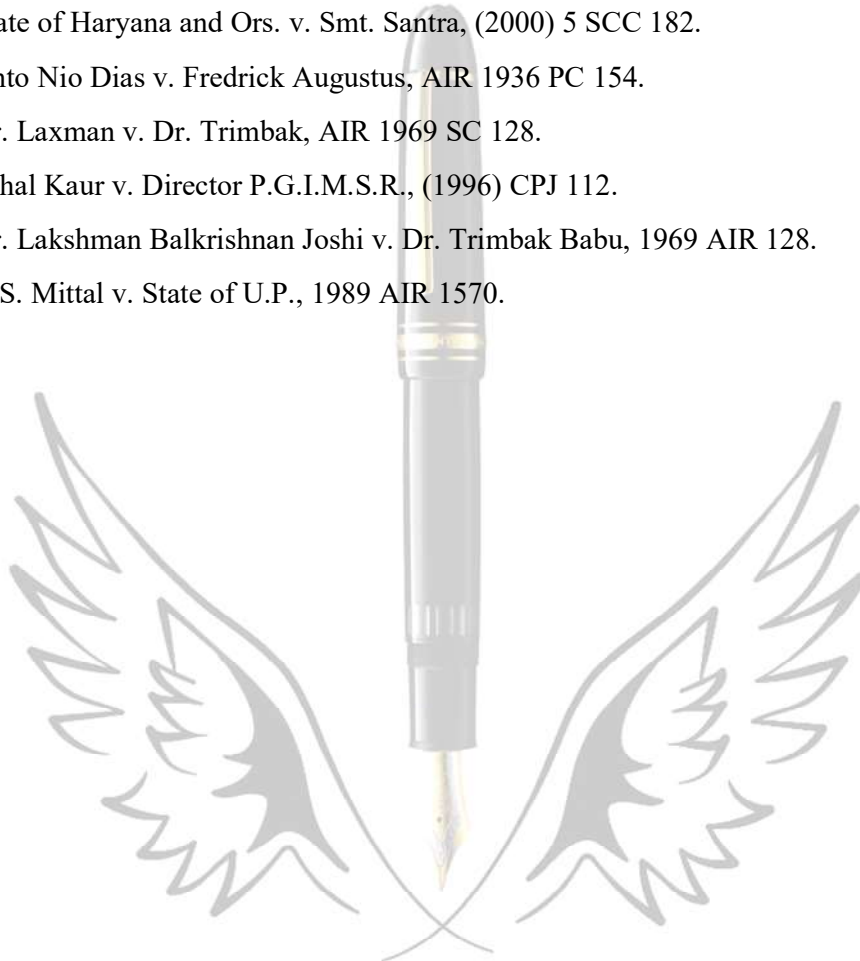 ate of Haryana and Ors. v. Smt. Santra, (2000) 5 SCC 182.
nto Nio Dias v. Fredrick Augustus, AIR 1936 PC 154.
r. Laxman v. Dr. Trimbak, AIR 1969 SC 128.
hal Kaur v. Director P.G.I.M.S.R., (1996) CPJ 112.
r. Lakshman Balkrishnan Joshi v. Dr. Trimbak Babu, 1969 AIR 128.
S. Mittal v. State of U.P., 1989 AIR 1570.